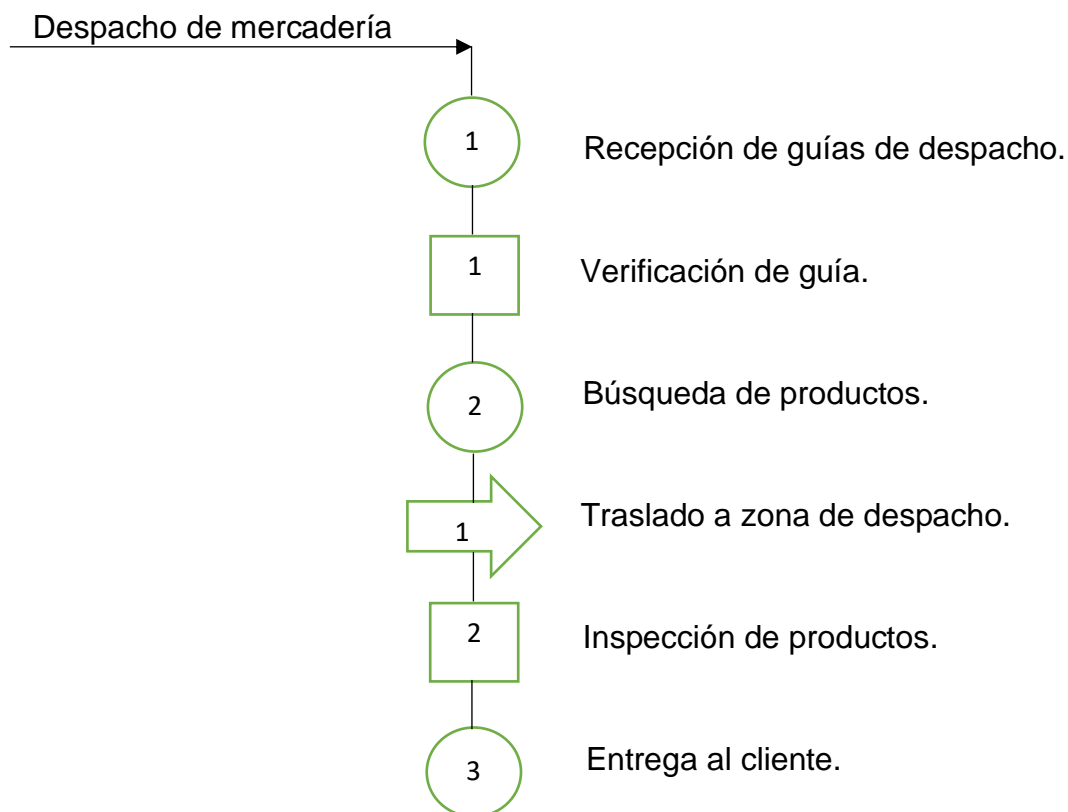 Despacho de mercadería
1 Recepción de guías de despacho.
1 Verificación de guía.
2 Búsqueda de productos.
1 Traslado a zona de despacho.
2 Inspección de productos.
3 Entrega al cliente.